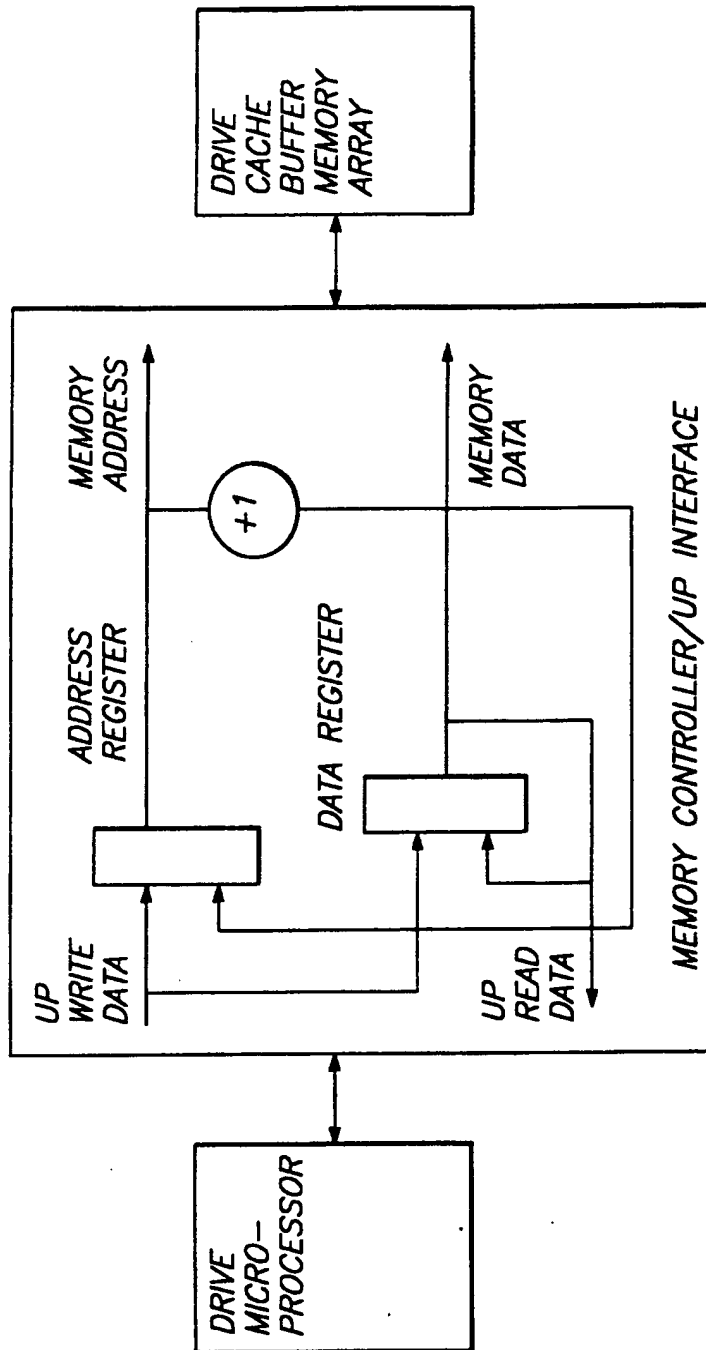 DRIVE
MICRO-
PROCESSOR
UP
WRITE
DATA
ADDRESS
REGISTER
MEMORY
ADDRESS
+1
DATA REGISTER
MEMORY
DATA
UP
READ
DATA
MEMORY CONTROLLER/UP INTERFACE
DRIVE
CACHE
BUFFER
MEMORY
ARRAY